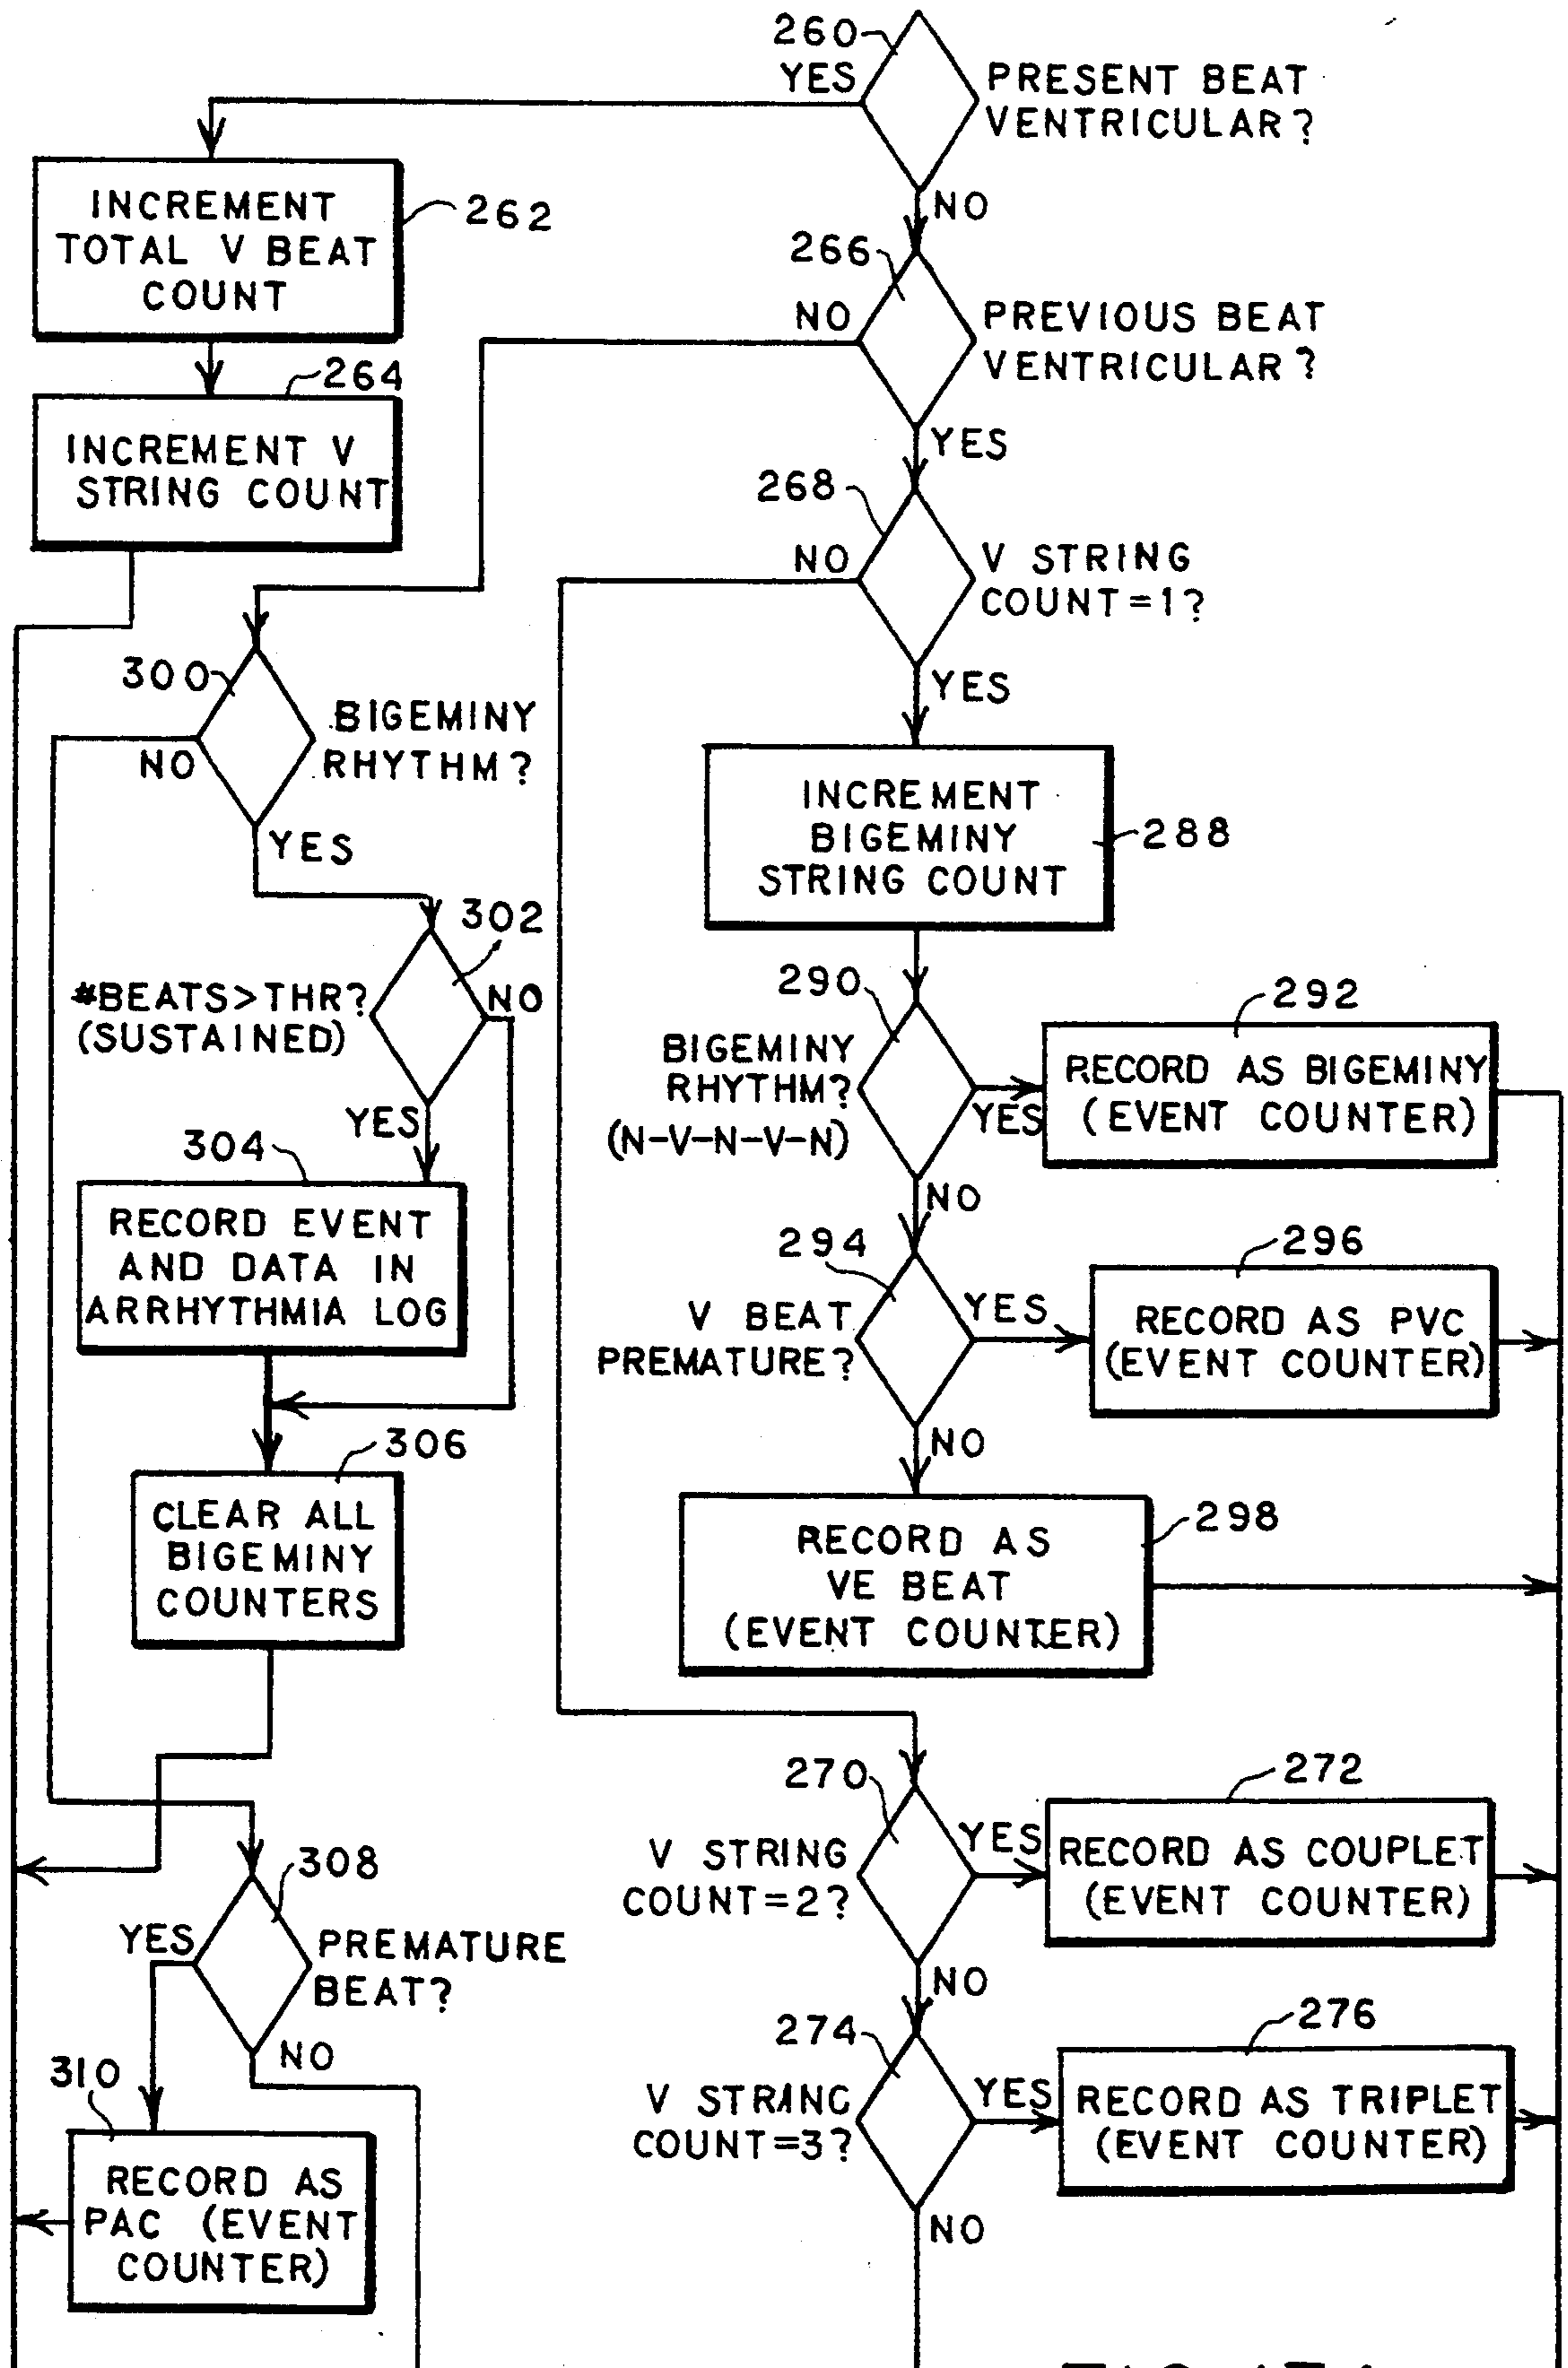 260
YES
PRESENT BEAT
VENTRICULAR?
INCREMENT
TOTAL V BEAT
COUNT
262
NO
266
NO
PREVIOUS BEAT
VENTRICULAR?
264
INCREMENT V
STRING COUNT
YES
268
NO
V STRING
COUNT=1?
300
NO
BIGEMINY
RHYTHM?
YES
YES
INCREMENT
BIGEMINY
STRING COUNT
288
302
#BEATS>THR?
(SUSTAINED)
NO
YES
290
BIGEMINY
RHYTHM?
(N-V-N-V-N)
YES
292
RECORD AS BIGEMINY
(EVENT COUNTER)
NO
304
RECORD EVENT
AND DATA IN
ARRHYTHMIA LOG
294
V BEAT
PREMATURE?
YES
296
RECORD AS PVC
(EVENT COUNTER)
NO
306
CLEAR ALL
BIGEMINY
COUNTERS
298
RECORD AS
VE BEAT
(EVENT COUNTER)
270
V STRING
COUNT=2?
YES
272
RECORD AS COUPLET
(EVENT COUNTER)
NO
308
YES
PREMATURE
BEAT?
NO
274
V STRING
COUNT=3?
YES
276
RECORD AS TRIPLET
(EVENT COUNTER)
NO
310
RECORD AS
PAC (EVENT
COUNTER)